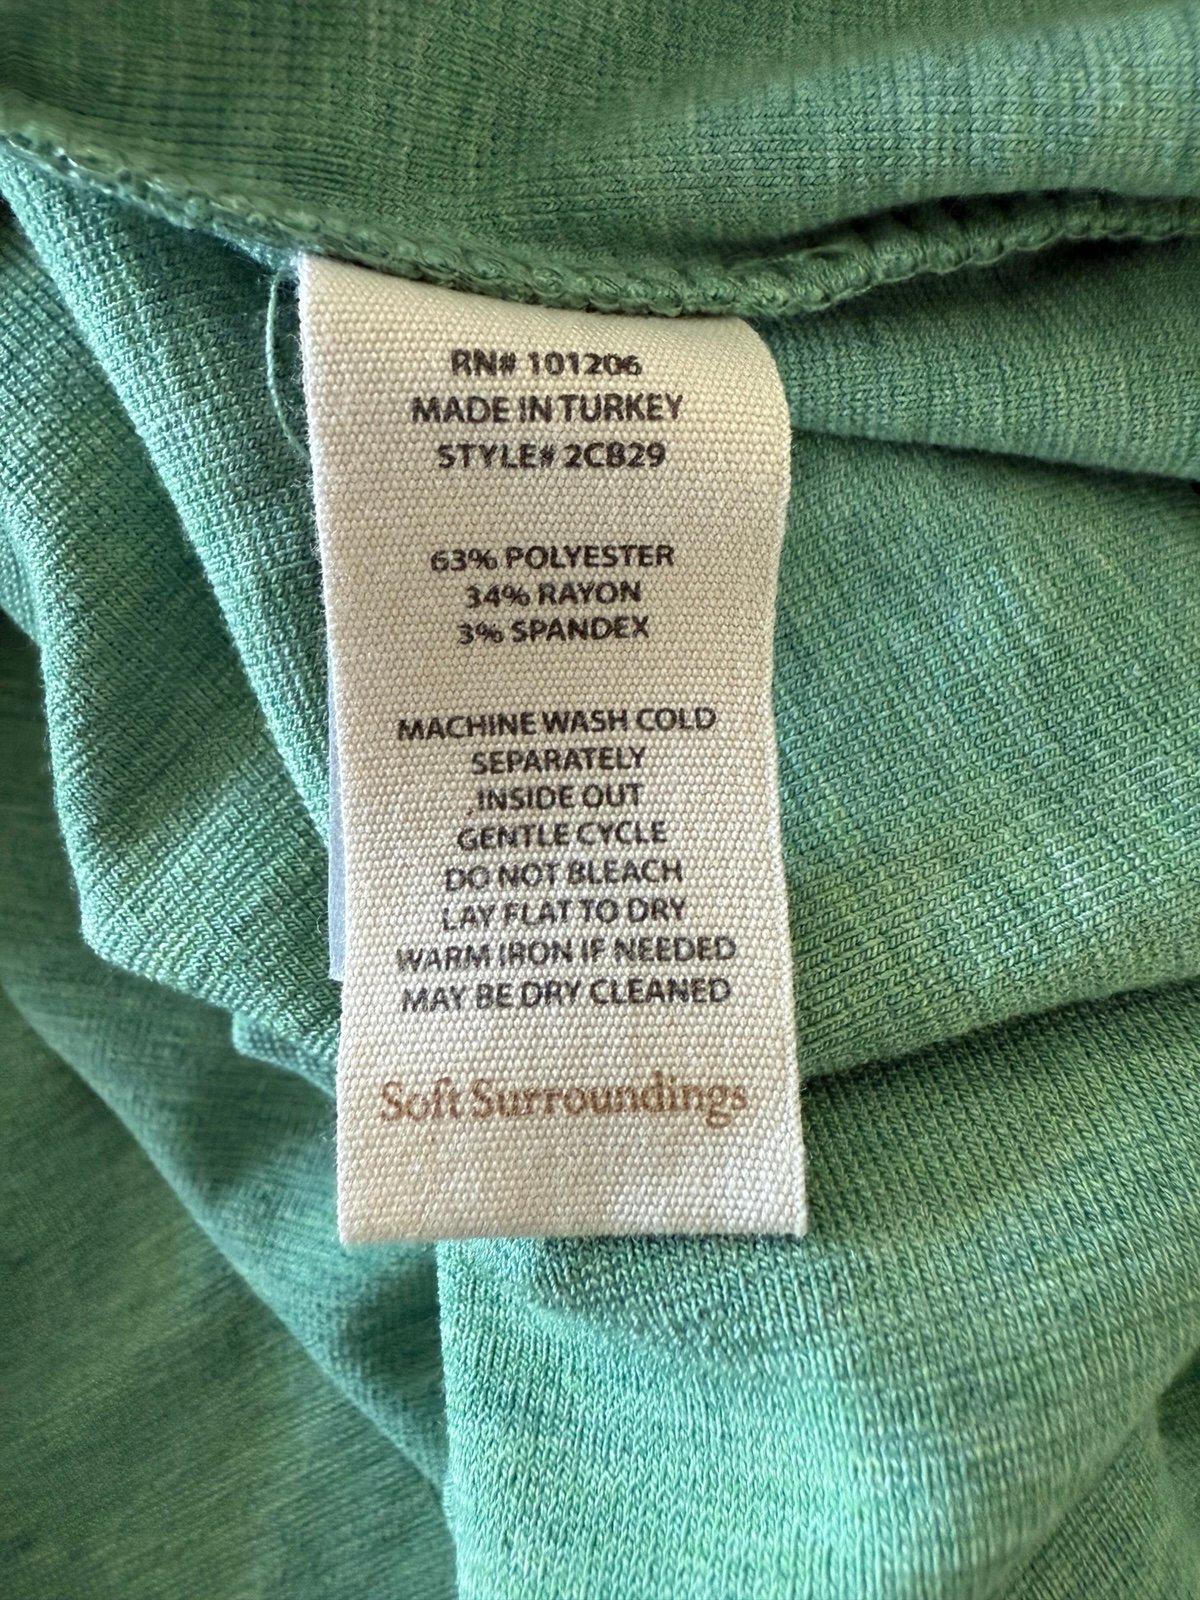 RN# 101206
MADE IN TURKEY
STYLE# 2CB29
63% POLYESTER
34% RAYON
3% SPANDEX
MACHINE WASH COLD
SEPARATELY
INSIDE OUT
GENTLE CYCLE
DO NOT BLEACH
LAY FLAT TO DRY
WARM IRON IF NEEDED
MAY BE DRY CLEANED
Soft Surroundings